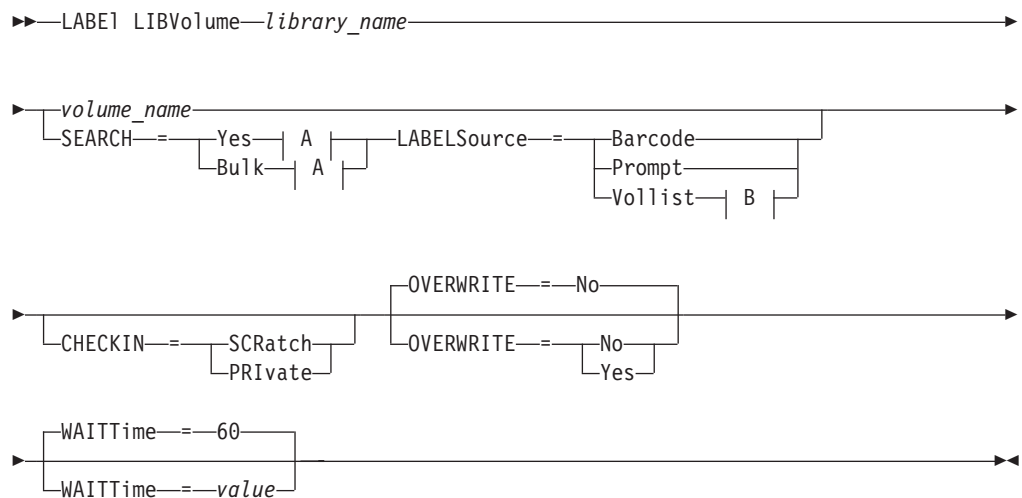 LABEl LIBVolume library_name
volume_name
SEARCH = Yes A LABELSource = Barcode
Bulk A Prompt
Vollist B
OVERWRITE = No
CHECKIN = SCRatch OVERWRITE = No
PRIvate Yes
WAITTime = 60
WAITTime = value